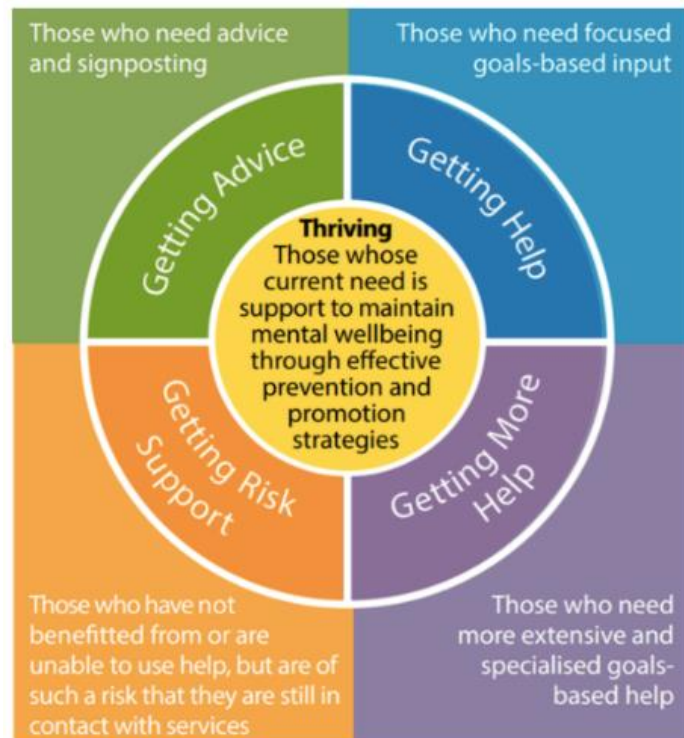 Those who need advice
and signposting
Those who need focused
goals-based input
Getting Advice
Getting Help
Thriving
Those whose
current need is
support to maintain
mental wellbeing
through effective
prevention and
promotion
strategies
Getting Risk
Support
Getting More
Help
Those who have not
benefitted from or are
unable to use help, but are of
such a risk that they are still in
contact with services
Those who need
more extensive and
specialised goals-
based help